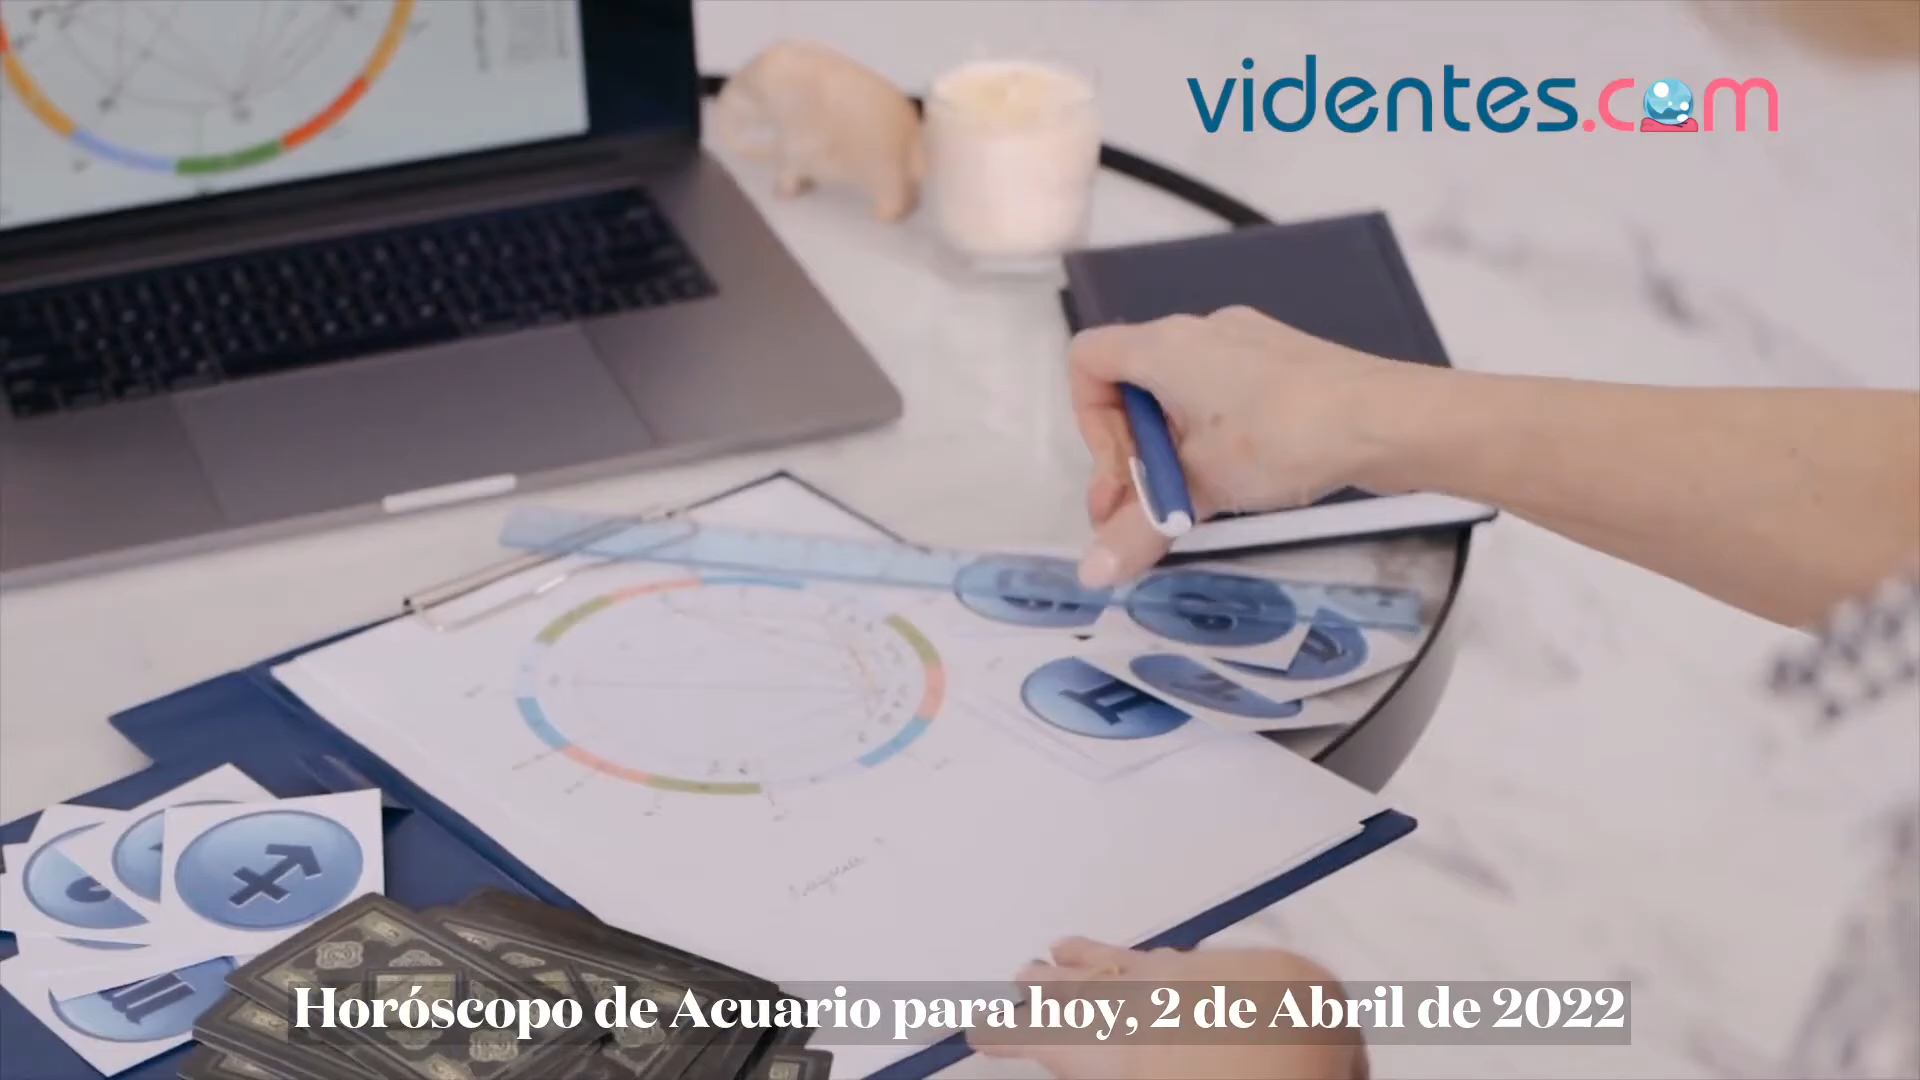 videntes.com
Horóscopo de Acuario para hoy, 2 de Abril de 2022